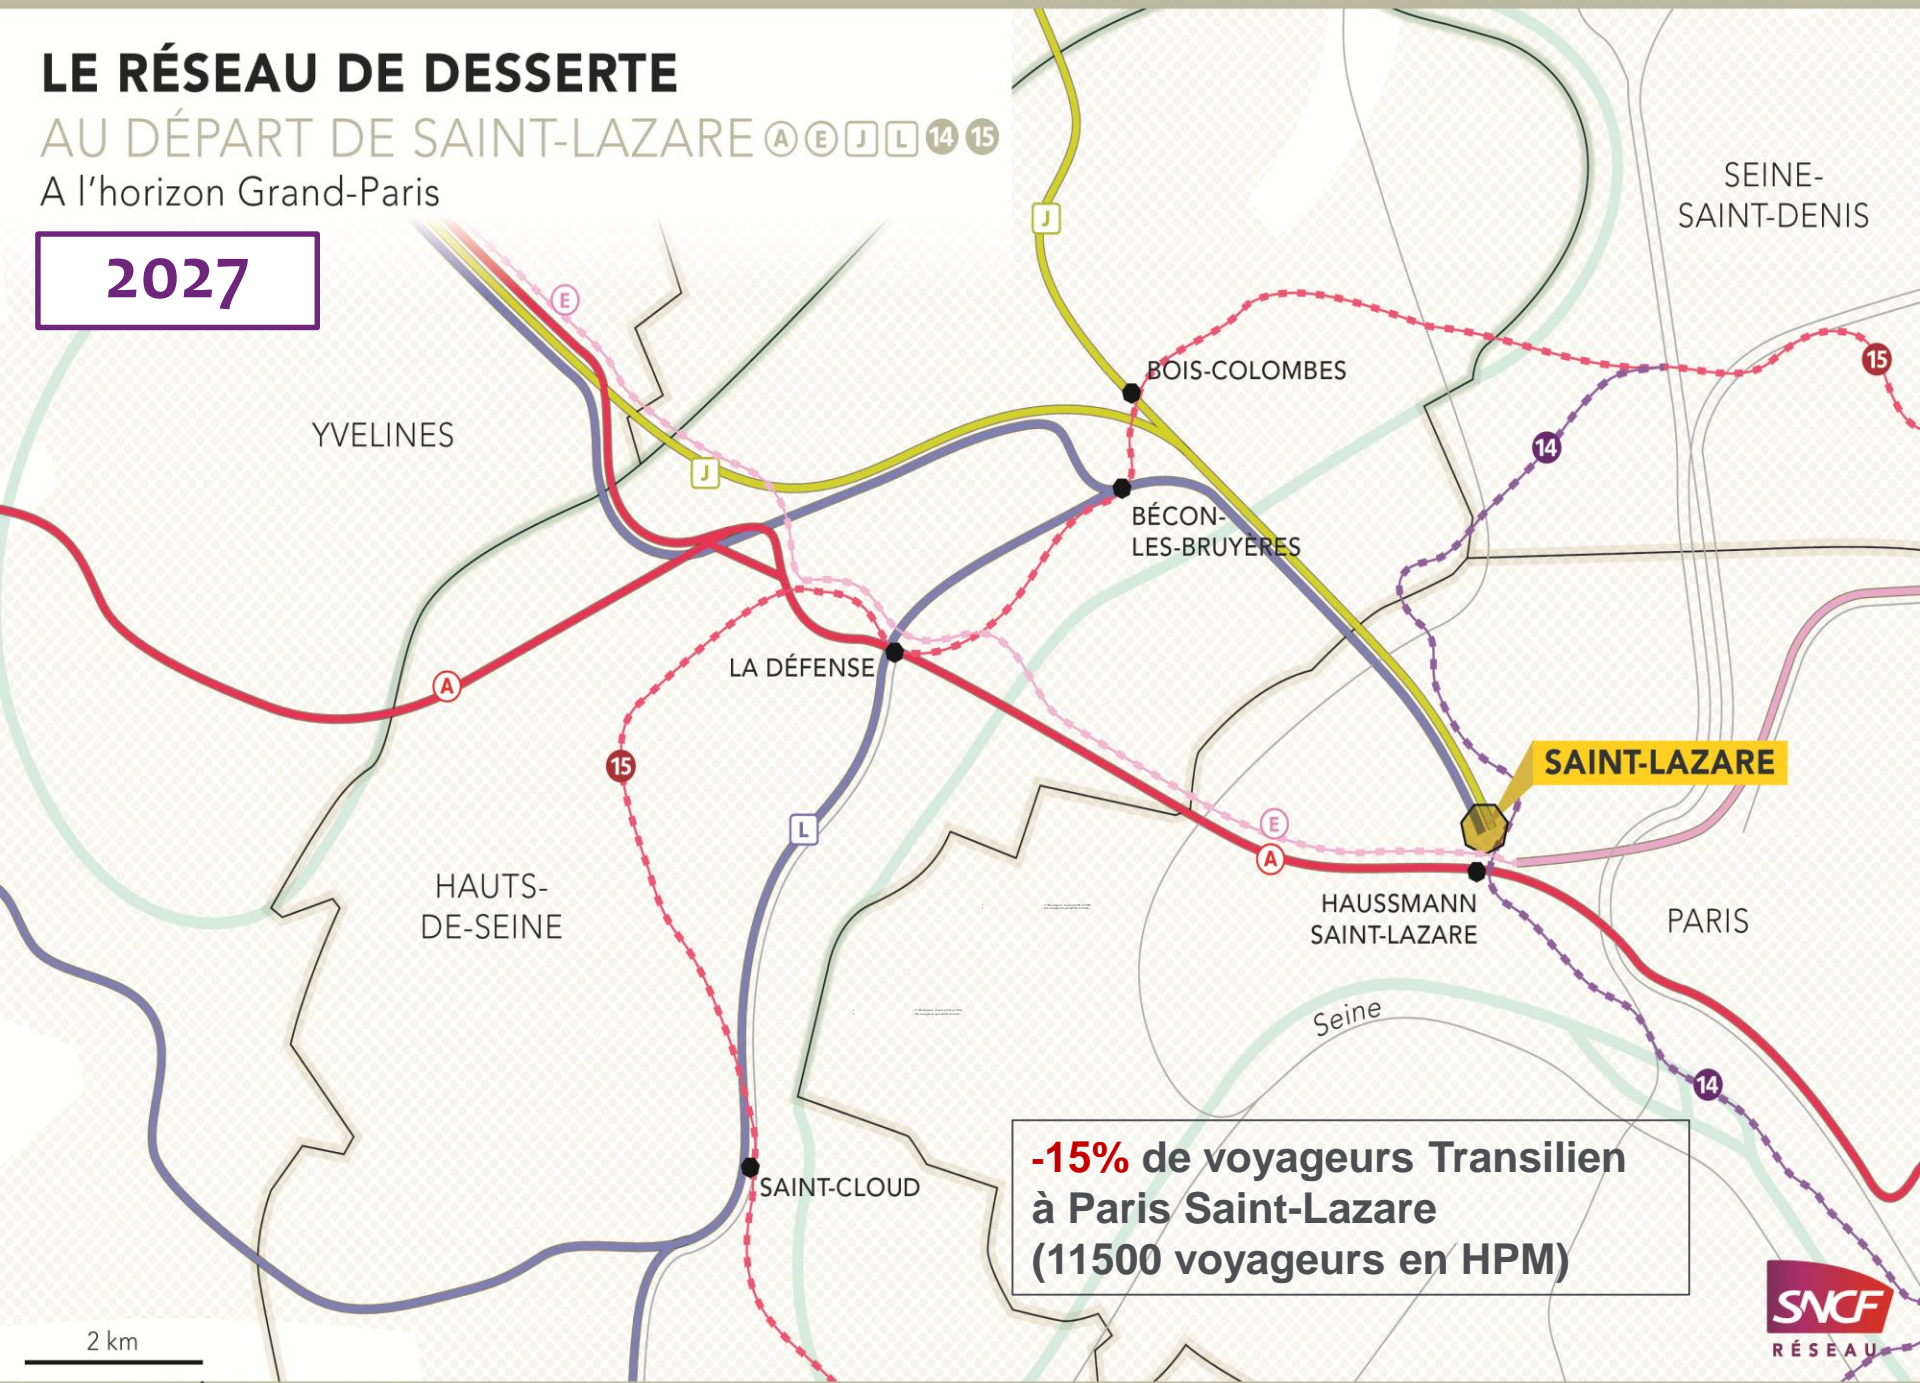 LE RÉSEAU DE DESSERTE
AU DÉPART DE SAINT-LAZARE A E J L 14 15
A l'horizon Grand-Paris
2027
SEINE-
SAINT-DENIS
J
E
15
BOIS-COLOMBES
YVELINES
14
J
BÉCON-
LES-BRUYÈRES
LA DÉFENSE
A
15
SAINT-LAZARE
L
E
A
HAUTS-
DE-SEINE
HAUSSMANN
SAINT-LAZARE
PARIS
Seine
14
-15% de voyageurs Transilien
à Paris Saint-Lazare
(11500 voyageurs en HPM)
SAINT-CLOUD
2 km
SNCF
RÉSEAU